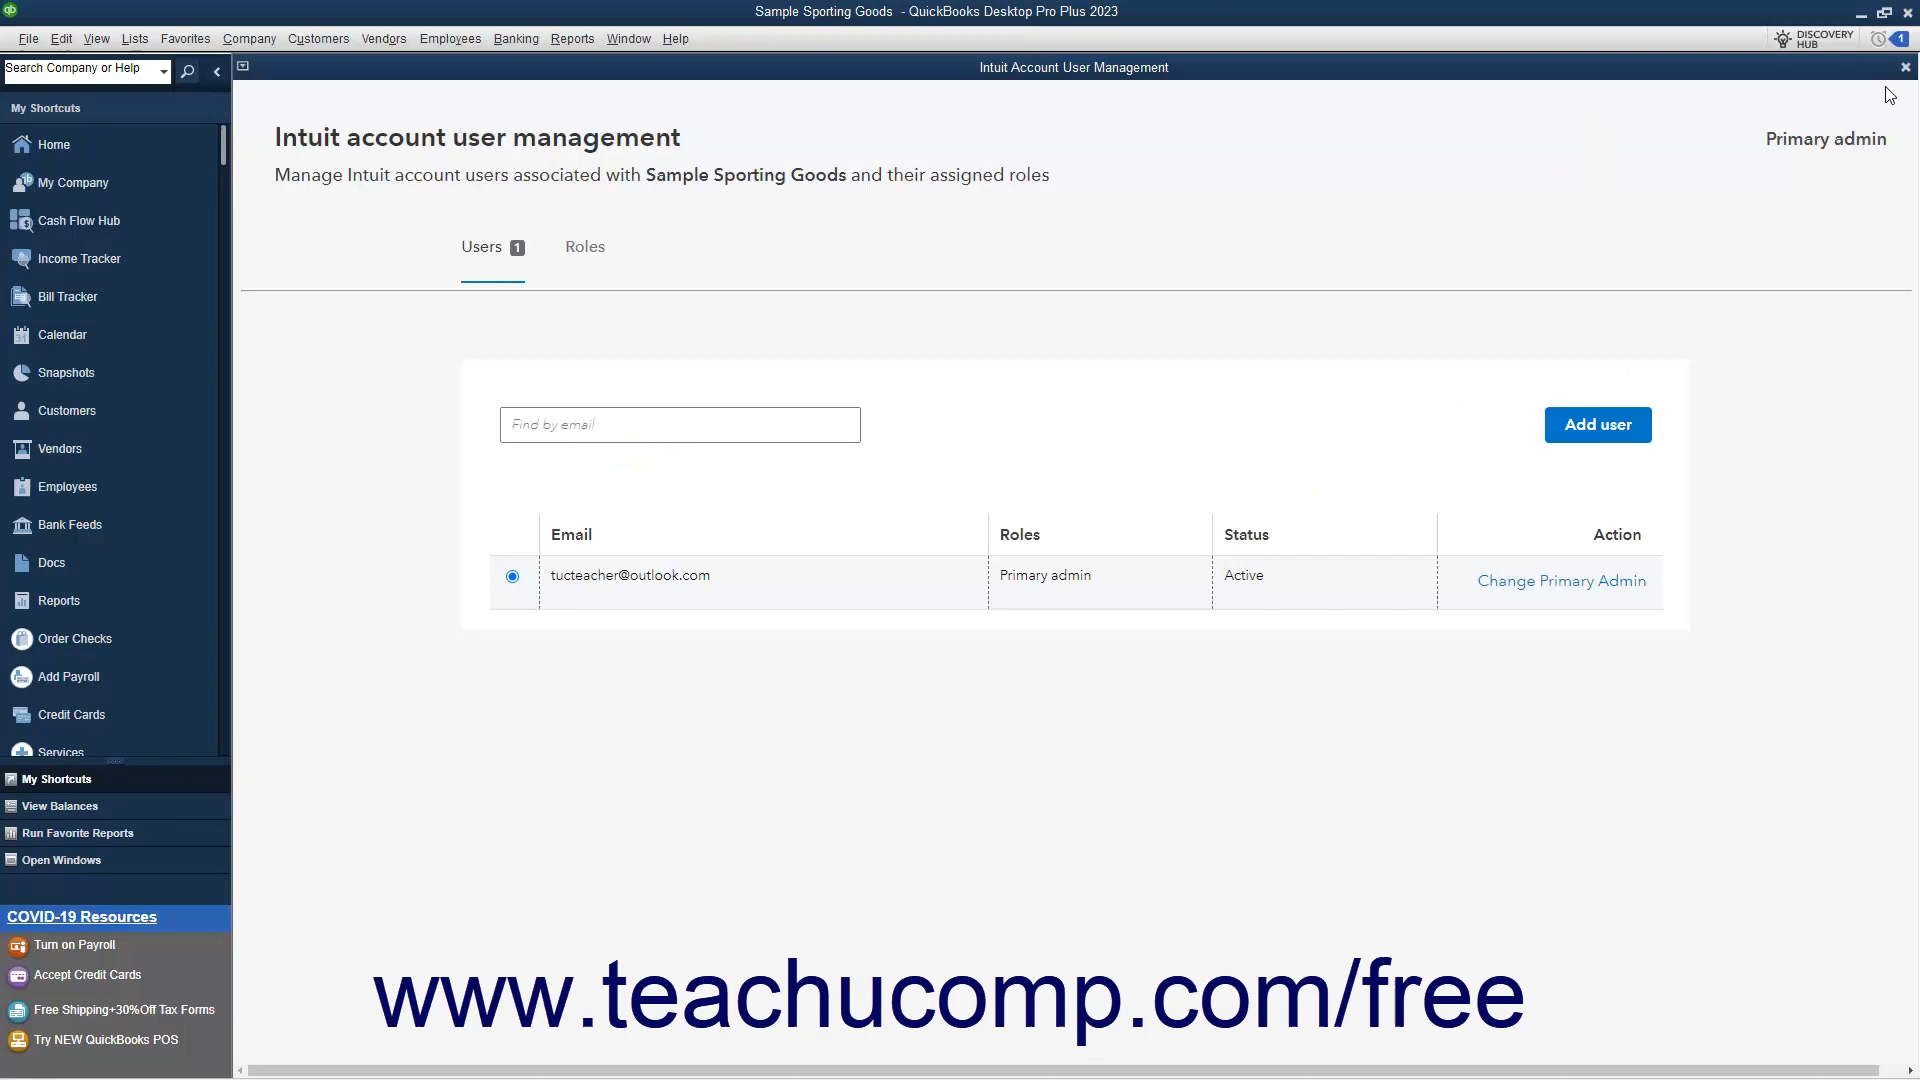 Sample Sporting Goods - QuickBooks Desktop Pro Plus 2023
File Edit View Lists Favorites Company Customers Vendors Employees Banking Reports Window Help
DISCOVERY HUB 1
Search Company or Help
Intuit Account User Management
My Shortcuts
Home
My Company
Cash Flow Hub
Income Tracker
Bill Tracker
Calendar
Snapshots
Customers
Vendors
Employees
Bank Feeds
Docs
Reports
Order Checks
Add Payroll
Credit Cards
Services
My Shortcuts
View Balances
Run Favorite Reports
Open Windows
COVID-19 Resources
Turn on Payroll
Accept Credit Cards
Free Shipping+30%Off Tax Forms
Try NEW QuickBooks POS
Intuit account user management
Primary admin
Manage Intuit account users associated with Sample Sporting Goods and their assigned roles
Users 1 Roles
Find by email
Add user
Email Roles Status Action
tucteacher@outlook.com Primary admin Active Change Primary Admin
www.teachucomp.com/free